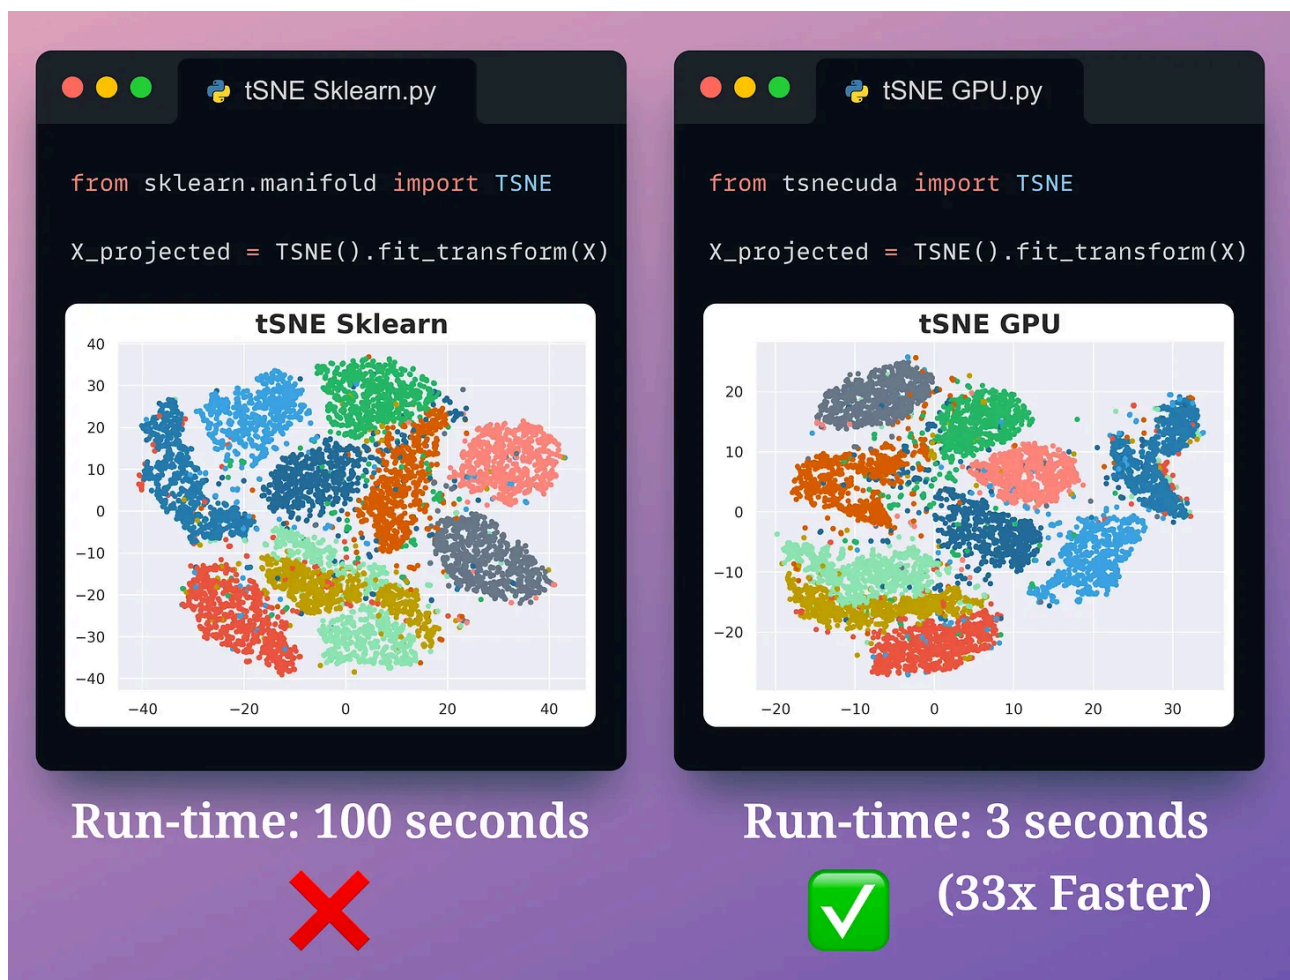 tSNE Sklearn.py
from sklearn.manifold import TSNE
X_projected = TSNE().fit_transform(X)
tSNE Sklearn
40
30
20
10
0
−10
−20
−30
−40
−40 −20 0 20 40
Run-time: 100 seconds
tSNE GPU.py
from tsnecuda import TSNE
X_projected = TSNE().fit_transform(X)
tSNE GPU
20
10
0
−10
−20
−20 −10 0 10 20 30
Run-time: 3 seconds
(33x Faster)